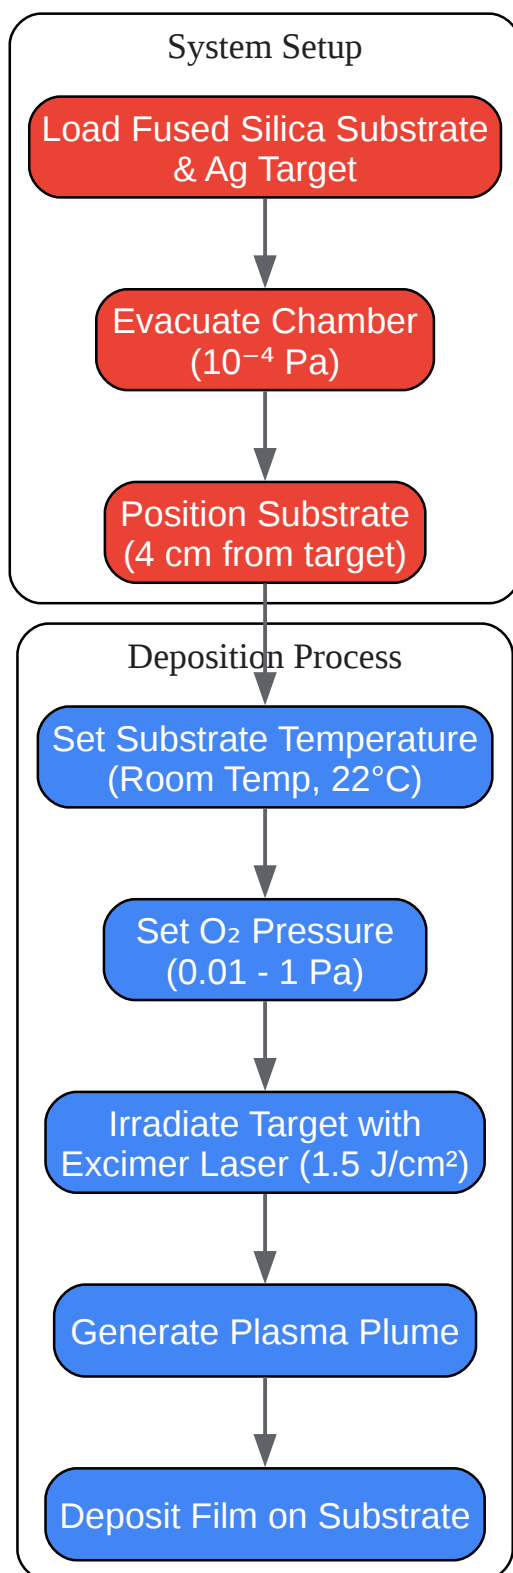 System Setup
Load Fused Silica Substrate
& Ag Target
Evacuate Chamber
(10⁻⁴ Pa)
Position Substrate
(4 cm from target)
Deposition Process
Set Substrate Temperature
(Room Temp, 22°C)
Set O₂ Pressure
(0.01 - 1 Pa)
Irradiate Target with
Excimer Laser (1.5 J/cm²)
Generate Plasma Plume
Deposit Film on Substrate